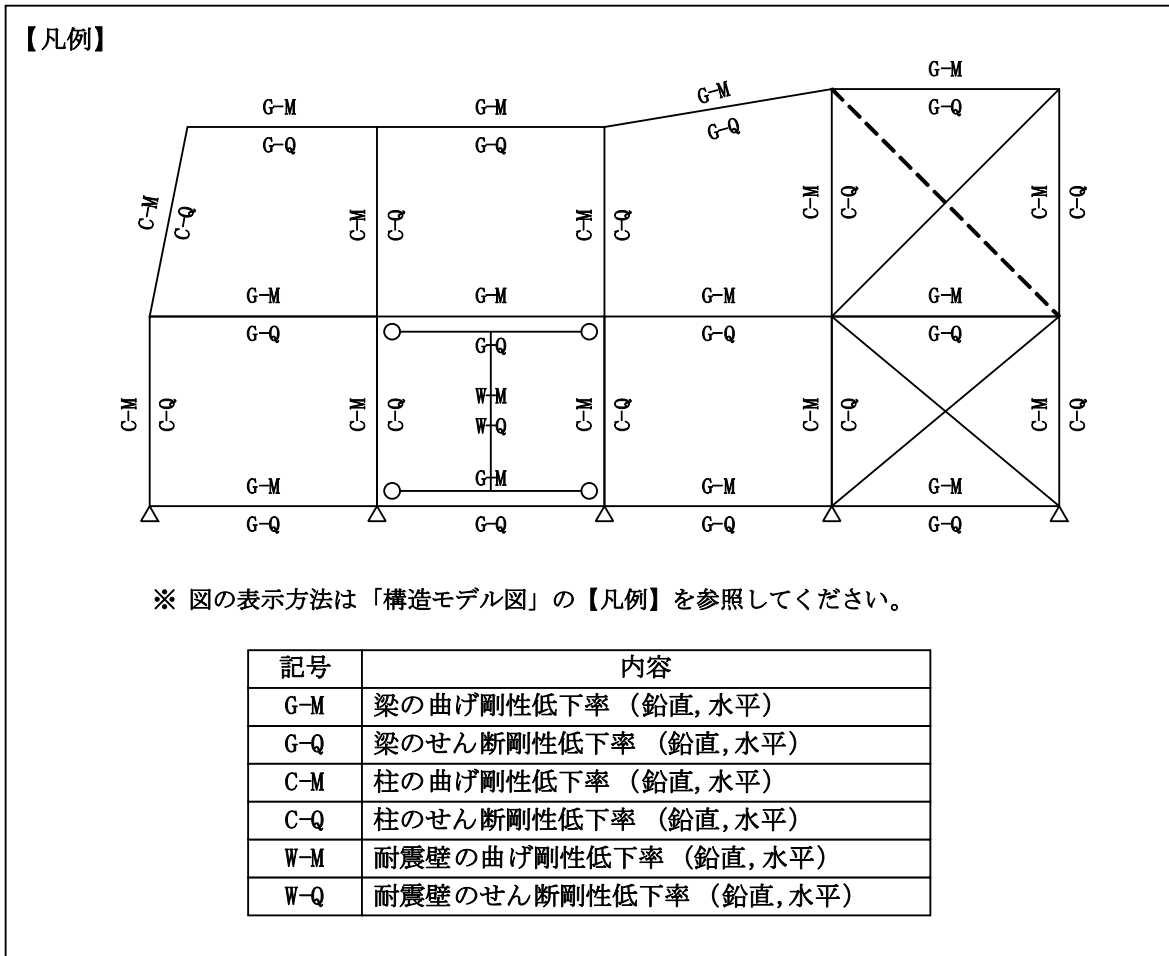 【凡例】
G-M
G-M G-M G-M
G-Q
G-Q G-Q G-Q
C-M C-Q C-M C-Q C-M C-Q C-M C-Q C-M C-Q
G-M G-M G-M G-M
G-Q G-Q G-Q G-Q
C-M C-Q C-M C-Q W-M C-M C-Q C-M C-Q C-M C-Q
W-Q
G-M G-M G-M G-M
G-Q G-Q G-Q G-Q
※ 図の表示方法は「構造モデル図」の【凡例】を参照してください。
記号 内容
G-M 梁の曲げ剛性低下率 （鉛直,水平）
G-Q 梁のせん断剛性低下率 （鉛直,水平）
C-M 柱の曲げ剛性低下率 （鉛直,水平）
C-Q 柱のせん断剛性低下率 （鉛直,水平）
W-M 耐震壁の曲げ剛性低下率 （鉛直,水平）
W-Q 耐震壁のせん断剛性低下率 （鉛直,水平）